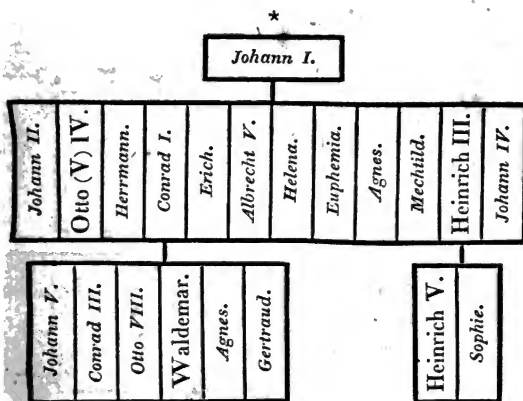 *
Johann I.
Johann II.
Otto (V) IV.
Herrmann.
Conrad I.
Erich.
Albrecht V.
Helena.
Euphemia.
Agnes.
Mechtild.
Heinrich III.
Johann IV.
Johann V.
Conrad III.
Otto VIII.
Waldemar.
Agnes.
Gertraud.
Heinrich V.
Sophie.